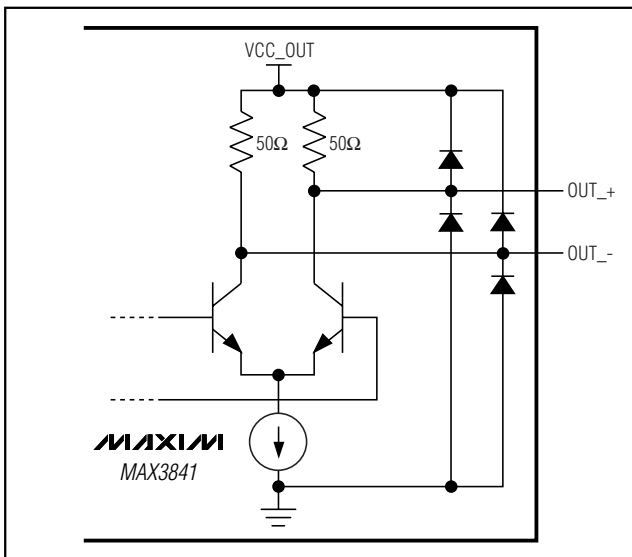 VCC_OUT
50Ω
50Ω
OUT_+
OUT_-
MAXIM
MAX3841